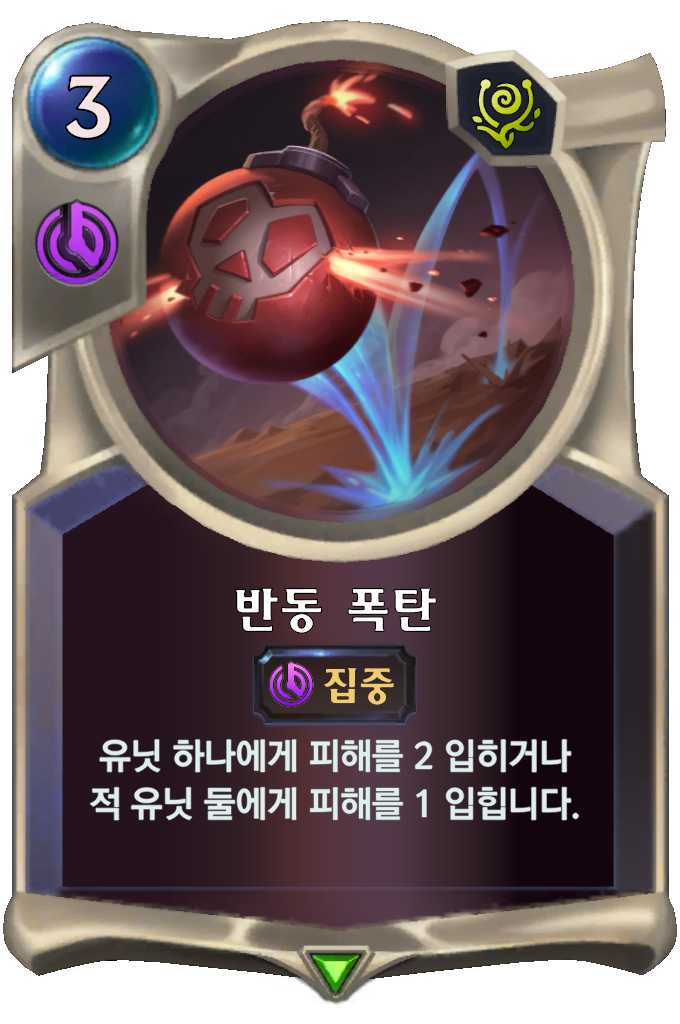 3
반동 폭탄
집중
유닛 하나에게 피해를 2 입히거나
적 유닛 둘에게 피해를 1 입힙니다.